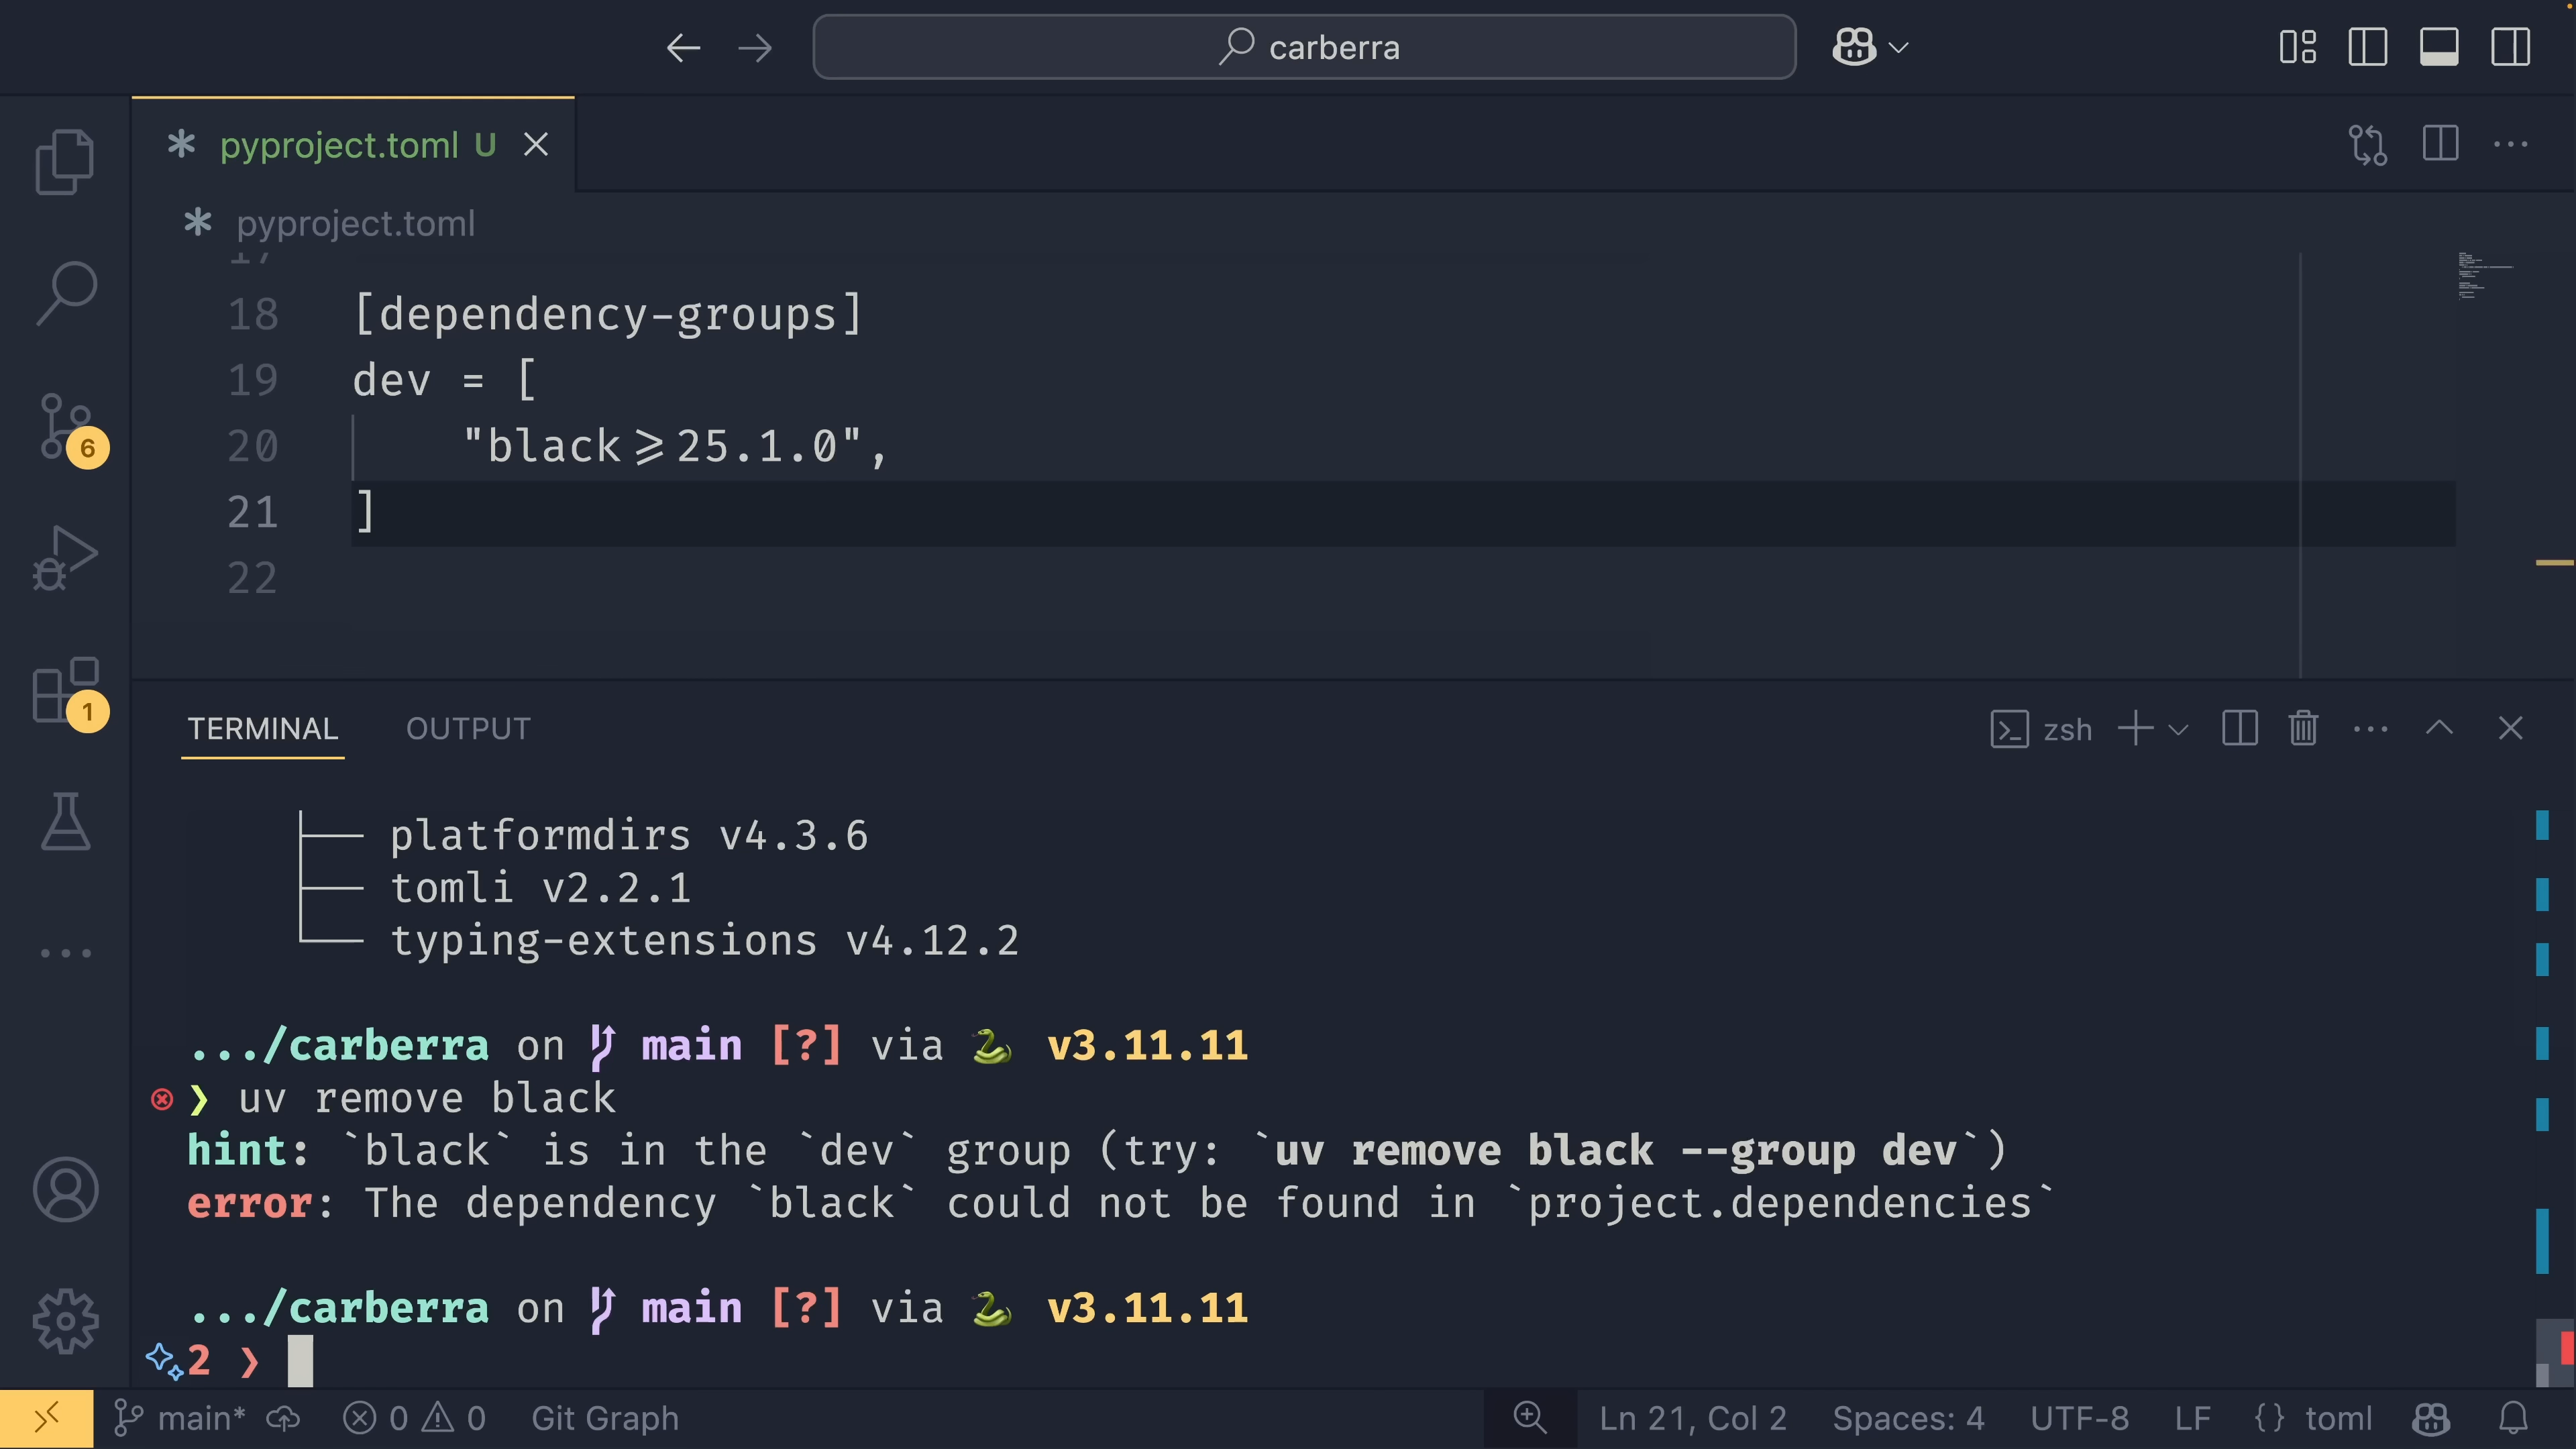 carberra
pyproject.toml U
pyproject.toml
17
18 [dependency-groups]
19 dev = [
20 "black>=25.1.0",
21 ]
22
6
1
TERMINAL OUTPUT
zsh
├── platformdirs v4.3.6
├── tomli v2.2.1
└── typing-extensions v4.12.2
.../carberra on main [?] via 🐍 v3.11.11
❯ uv remove black
hint: `black` is in the `dev` group (try: `uv remove black --group dev`)
error: The dependency `black` could not be found in `project.dependencies`
.../carberra on main [?] via 🐍 v3.11.11
2 ❯
main* 0 0 Git Graph Ln 21, Col 2 Spaces: 4 UTF-8 LF {} toml